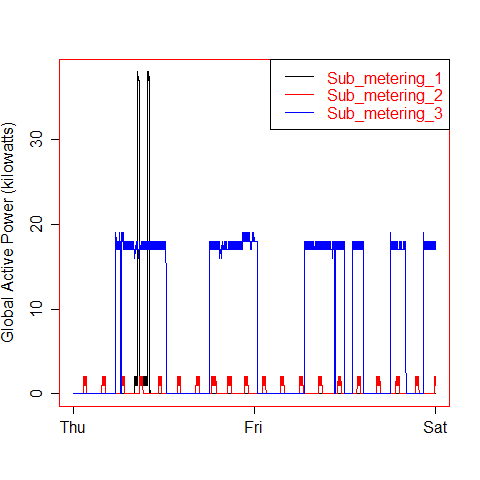 Sub_metering_1
Sub_metering_2
Sub_metering_3
Global Active Power (kilowatts)
30
20
10
0
Thu Fri Sat